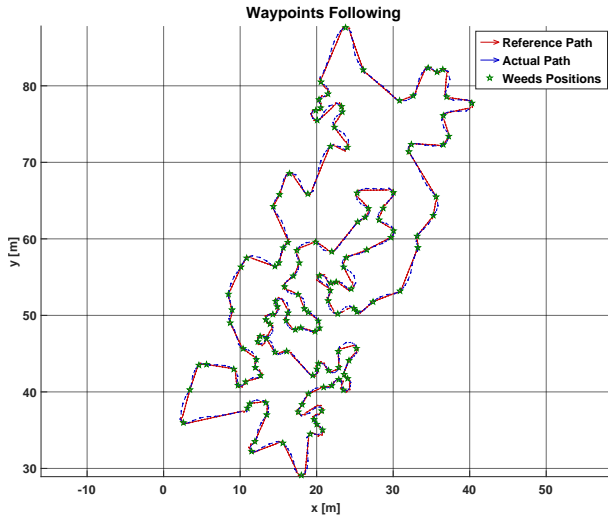 Waypoints Following
Reference Path
Actual Path
Weeds Positions
80
70
60
50
40
30
y [m]
-10
0
10
20
30
40
50
x [m]